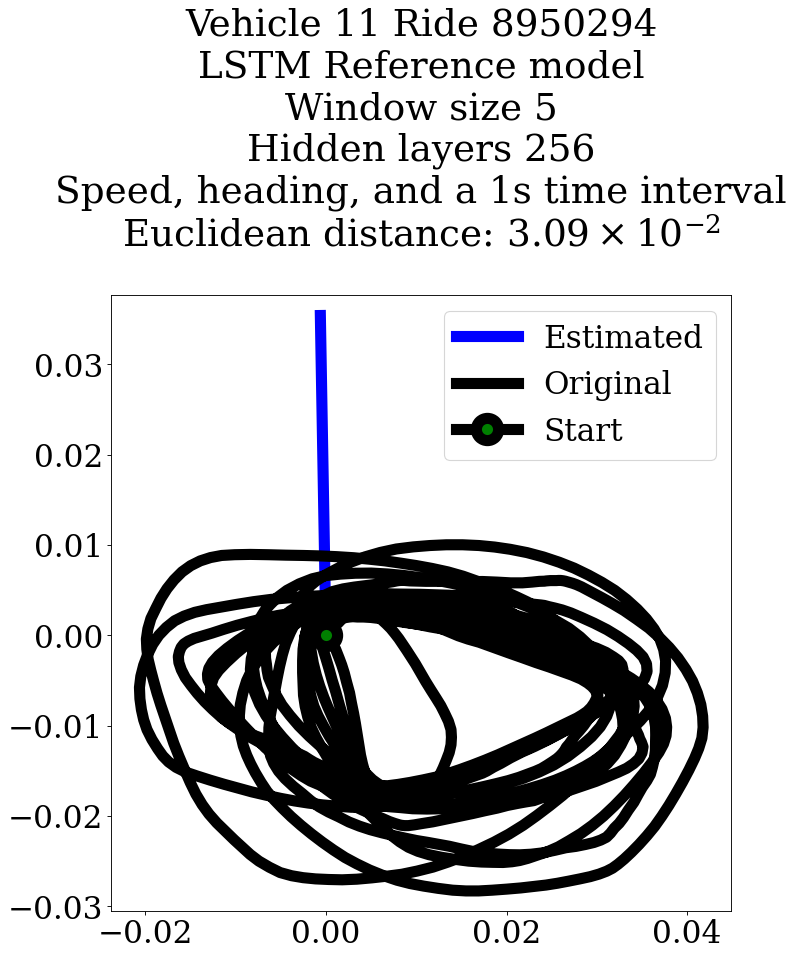 Vehicle 11 Ride 8950294
LSTM Reference model
Window size 5
Hidden layers 256
Speed, heading, and a 1s time interval
Euclidean distance: 3.09 × 10⁻²
Estimated
Original
Start
0.03
0.02
0.01
0.00
−0.01
−0.02
−0.03
−0.02
0.00
0.02
0.04